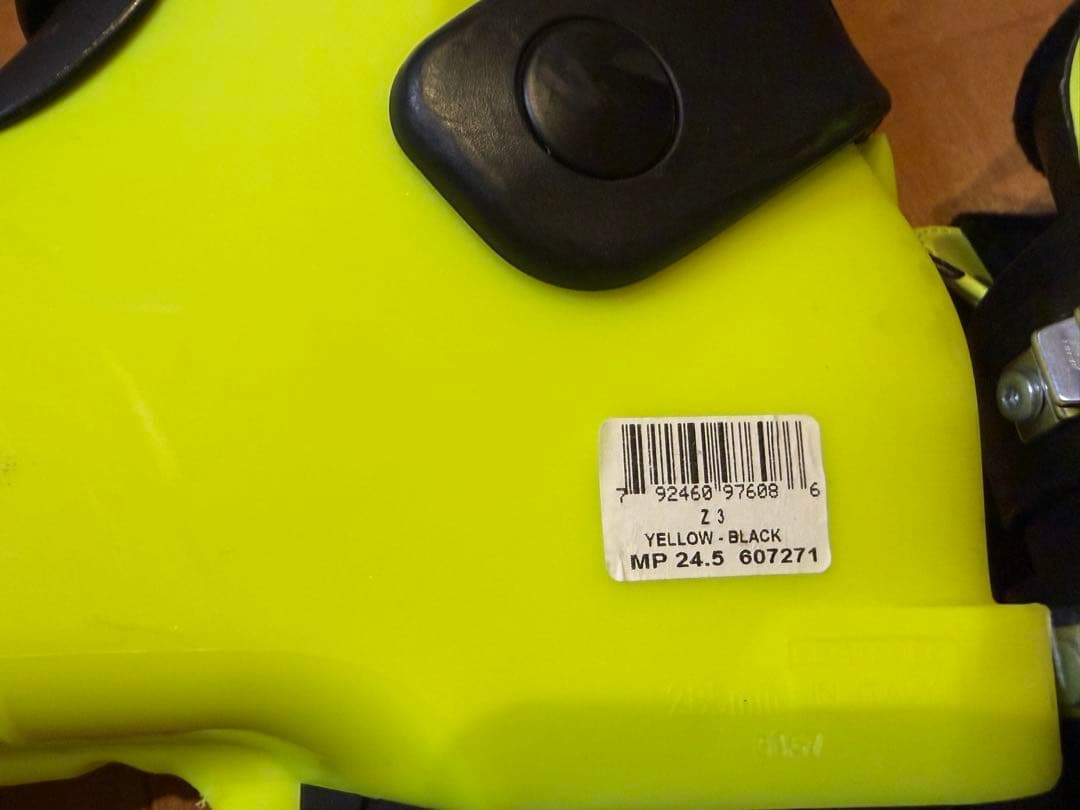 7 92460 97608 6
Z 3
YELLOW - BLACK
MP 24.5 607271